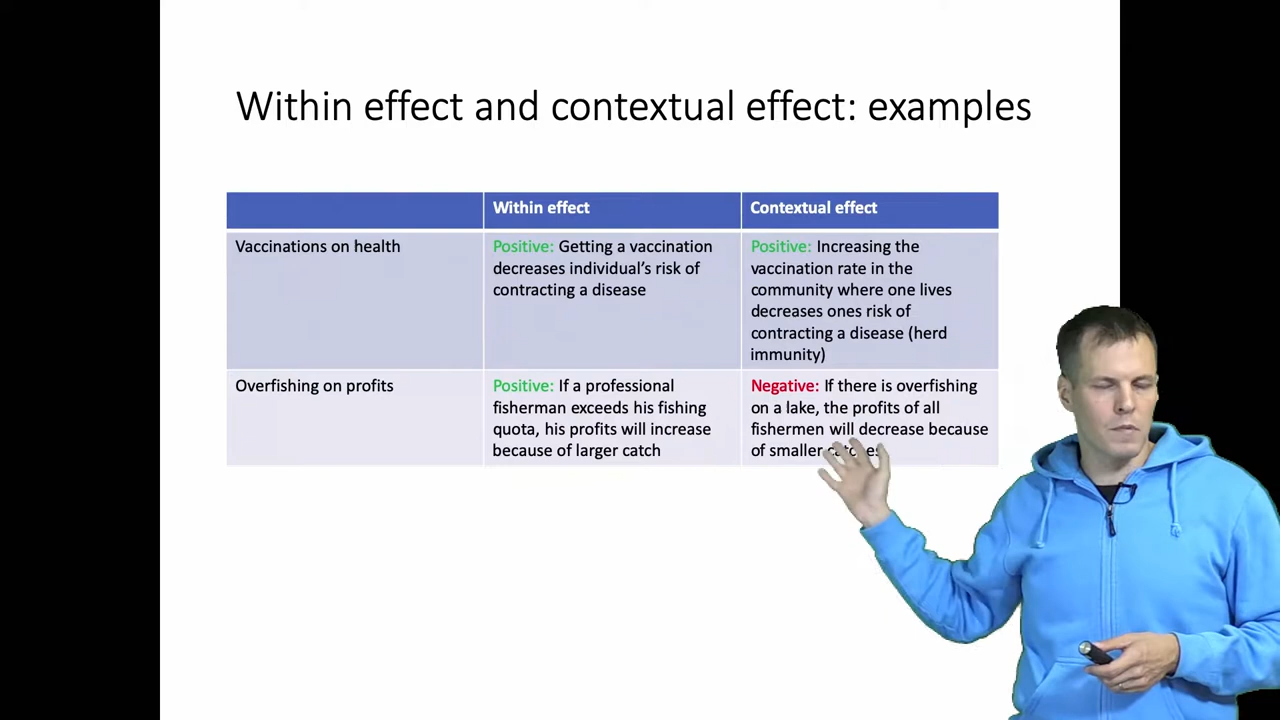 Within effect and contextual effect: examples
Within effect
Contextual effect
Vaccinations on health
Positive: Getting a vaccination
decreases individual's risk of
contracting a disease
Positive: Increasing the
vaccination rate in the
community where one lives
decreases ones risk of
contracting a disease (herd
immunity)
Overfishing on profits
Positive: If a professional
fisherman exceeds his fishing
quota, his profits will increase
because of larger catch
Negative: If there is overfishing
on a lake, the profits of all
fishermen will decrease because
of smaller catches